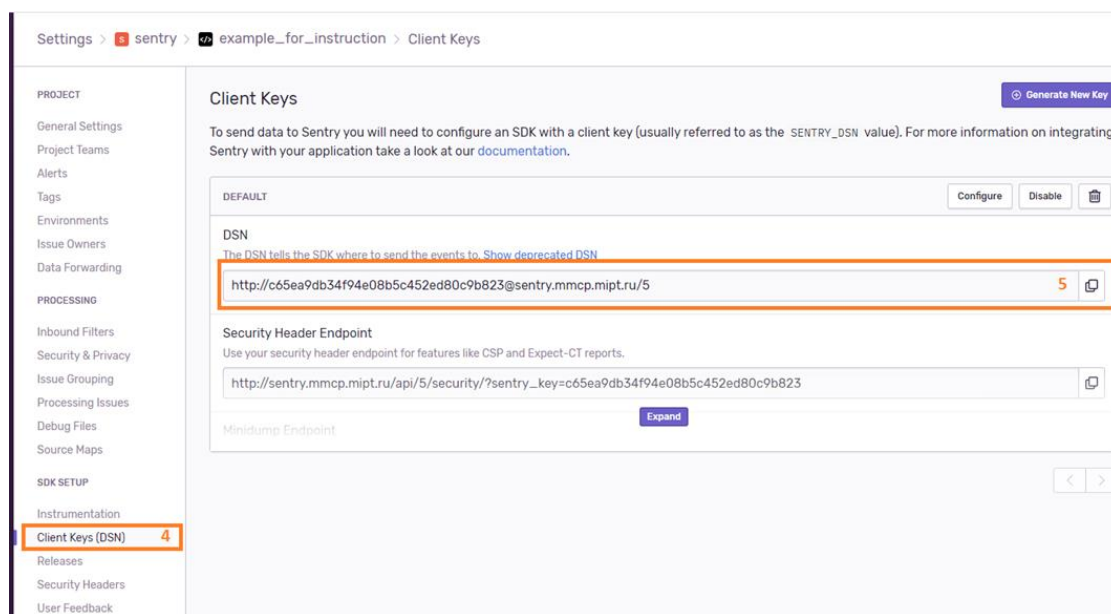 Settings > S sentry > </> example_for_instruction > Client Keys
PROJECT
General Settings
Project Teams
Alerts
Tags
Environments
Issue Owners
Data Forwarding
PROCESSING
Inbound Filters
Security & Privacy
Issue Grouping
Processing Issues
Debug Files
Source Maps
SDK SETUP
Instrumentation
Client Keys (DSN) 4
Releases
Security Headers
User Feedback
Client Keys
Generate New Key
To send data to Sentry you will need to configure an SDK with a client key (usually referred to as the SENTRY_DSN value). For more information on integrating
Sentry with your application take a look at our documentation.
DEFAULT
Configure
Disable
DSN
The DSN tells the SDK where to send the events to. Show deprecated DSN
http://c65ea9db34f94e08b5c452ed80c9b823@sentry.mmcp.mipt.ru/5 5
Security Header Endpoint
Use your security header endpoint for features like CSP and Expect-CT reports.
http://sentry.mmcp.mipt.ru/api/5/security/?sentry_key=c65ea9db34f94e08b5c452ed80c9b823
Expand
Minidump Endpoint